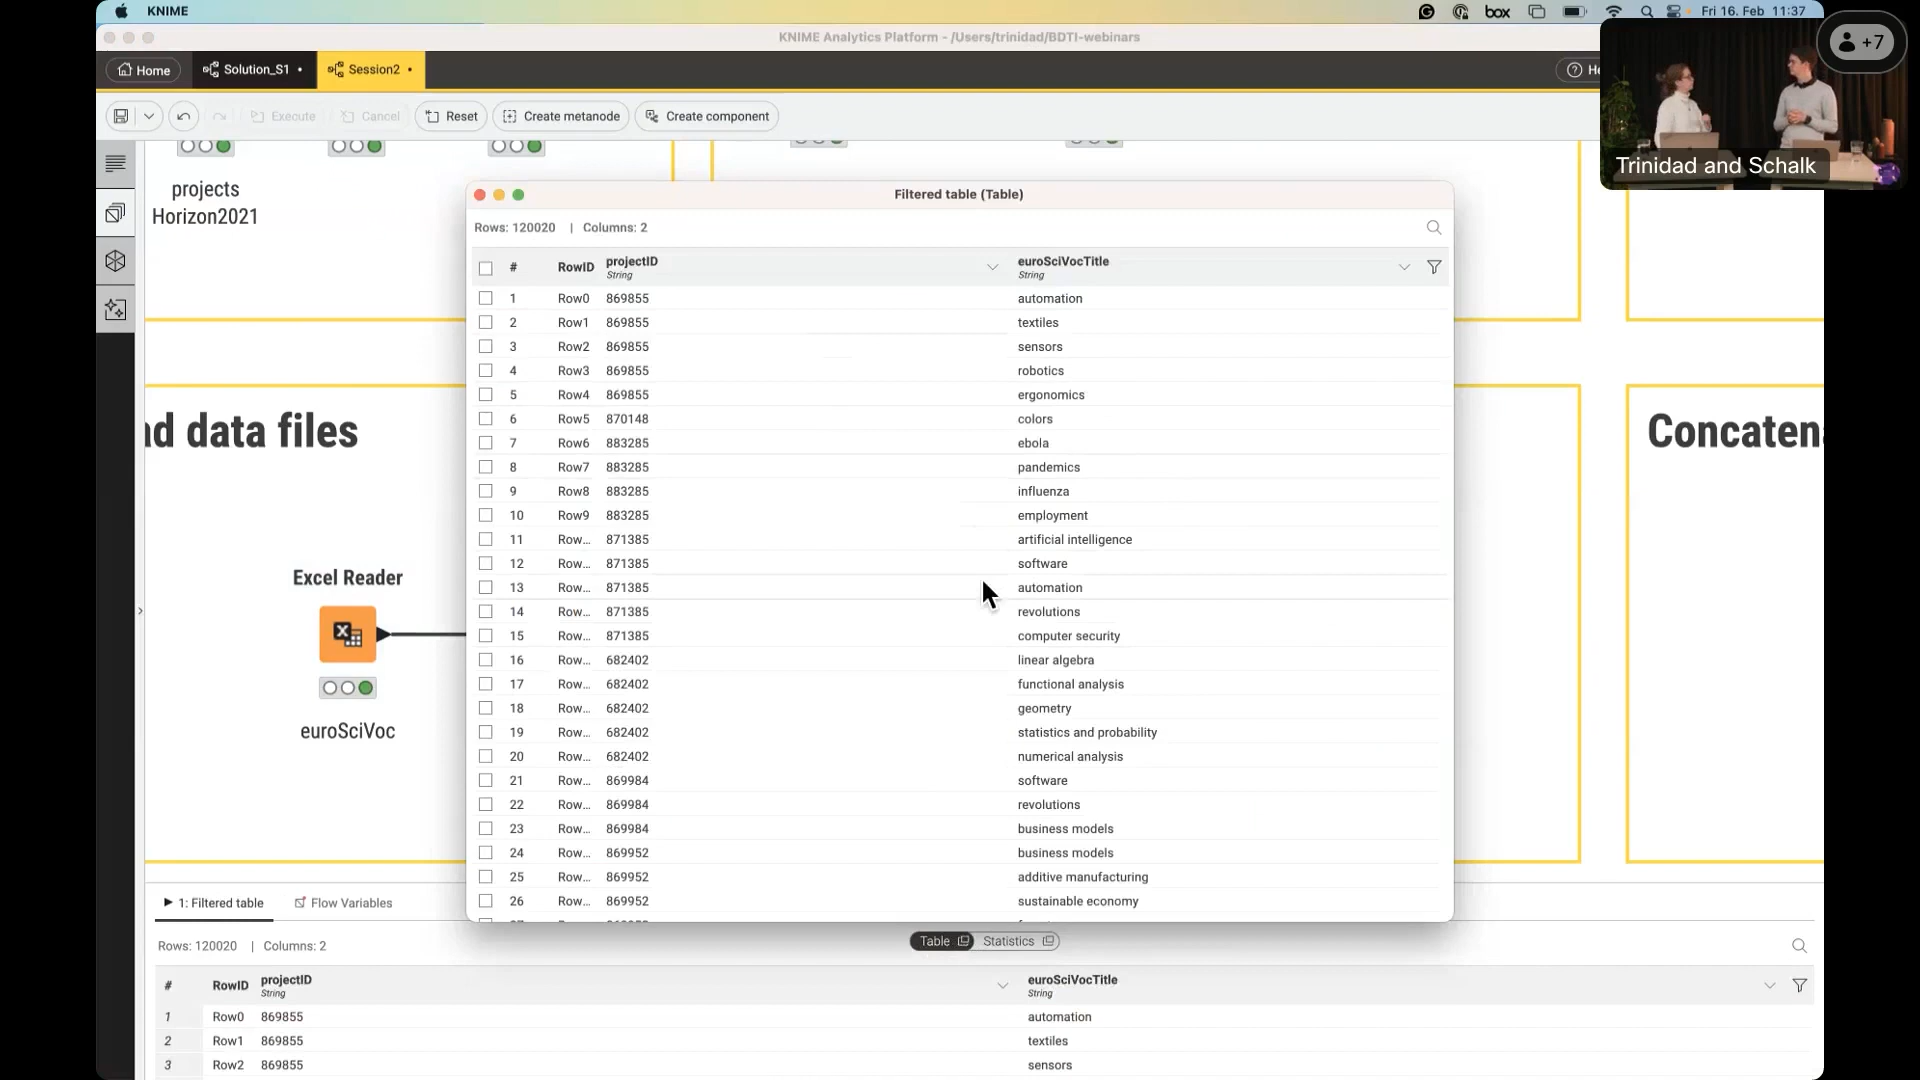 KNIME
box
Fri 16. Feb 11:37
KNIME Analytics Platform - /Users/trinidad/BDTI-webinars
+7
Home
Solution_S1 •
Session2 •
Execute
Cancel
Reset
Create metanode
Create component
Trinidad and Schalk
projects
Horizon2021
Filtered table (Table)
Rows: 120020 | Columns: 2
# RowID projectID euroSciVocTitle
String String
1 Row0 869855 automation
2 Row1 869855 textiles
3 Row2 869855 sensors
4 Row3 869855 robotics
5 Row4 869855 ergonomics
6 Row5 870148 colors
7 Row6 883285 ebola
8 Row7 883285 pandemics
9 Row8 883285 influenza
10 Row9 883285 employment
11 Row... 871385 artificial intelligence
12 Row... 871385 software
13 Row... 871385 automation
14 Row... 871385 revolutions
15 Row... 871385 computer security
16 Row... 682402 linear algebra
17 Row... 682402 functional analysis
18 Row... 682402 geometry
19 Row... 682402 statistics and probability
20 Row... 682402 numerical analysis
21 Row... 869984 software
22 Row... 869984 revolutions
23 Row... 869984 business models
24 Row... 869952 business models
25 Row... 869952 additive manufacturing
26 Row... 869952 sustainable economy
data files
Concaten
Excel Reader
euroSciVoc
1: Filtered table
Flow Variables
Rows: 120020 | Columns: 2
Table
Statistics
# RowID projectID euroSciVocTitle
String String
1 Row0 869855 automation
2 Row1 869855 textiles
3 Row2 869855 sensors